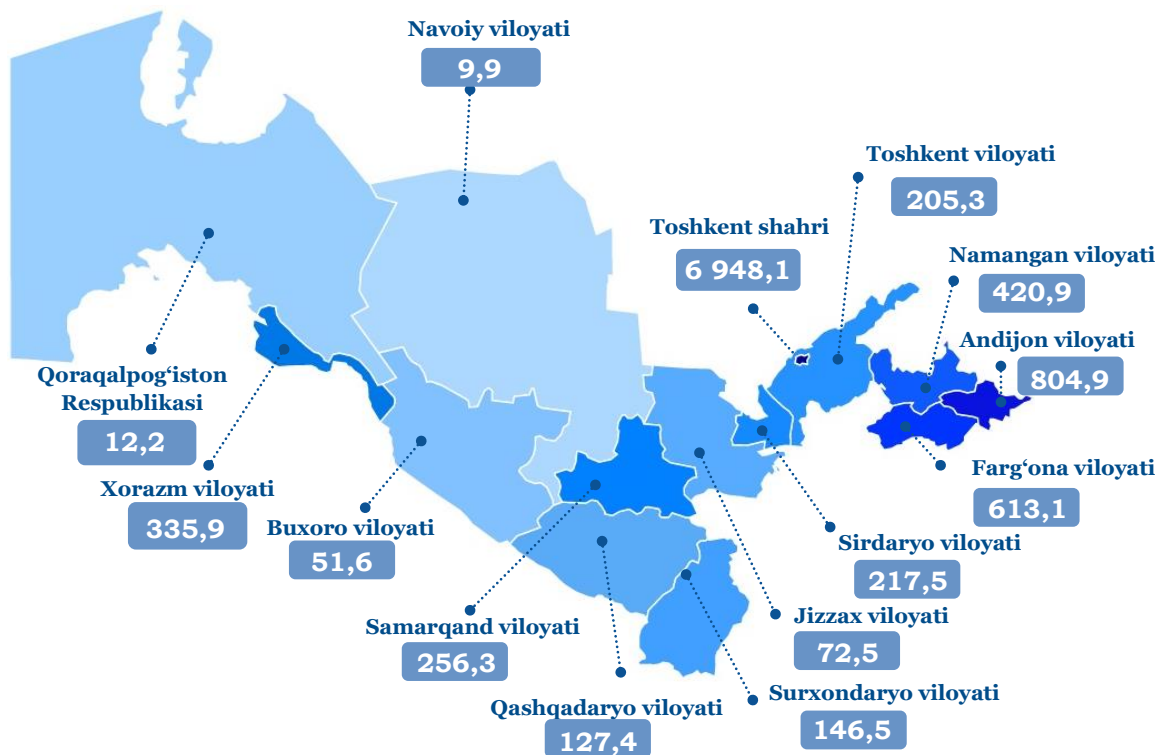 Navoiy viloyati
9,9
Toshkent viloyati
205,3
Toshkent shahri
6 948,1
Namangan viloyati
420,9
Andijon viloyati
804,9
Qoraqalpog‘iston
Respublikasi
12,2
Xorazm viloyati
335,9
Buxoro viloyati
51,6
Farg‘ona viloyati
613,1
Sirdaryo viloyati
217,5
Samarqand viloyati
256,3
Jizzax viloyati
72,5
Qashqadaryo viloyati
127,4
Surxondaryo viloyati
146,5